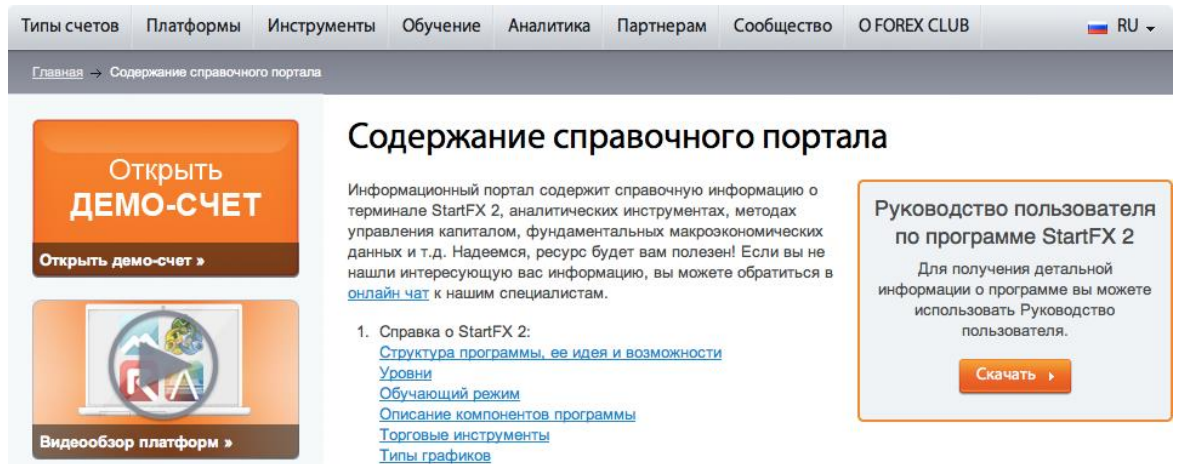 Типы счетов Платформы Инструменты Обучение Аналитика Партнерам Сообщество О FOREX CLUB RU
Главная → Содержание справочного портала
Открыть
ДЕМО-СЧЕТ
Открыть демо-счет »
Видеообзор платформ »
Содержание справочного портала
Информационный портал содержит справочную информацию о
терминале StartFX 2, аналитических инструментах, методах
управления капиталом, фундаментальных макроэкономических
данных и т.д. Надеемся, ресурс будет вам полезен! Если вы не
нашли интересующую вас информацию, вы можете обратиться в
онлайн чат к нашим специалистам.
1. Справка о StartFX 2:
Структура программы, ее идея и возможности
Уровни
Обучающий режим
Описание компонентов программы
Торговые инструменты
Типы графиков
Руководство пользователя
по программе StartFX 2
Для получения детальной
информации о программе вы можете
использовать Руководство
пользователя.
Скачать